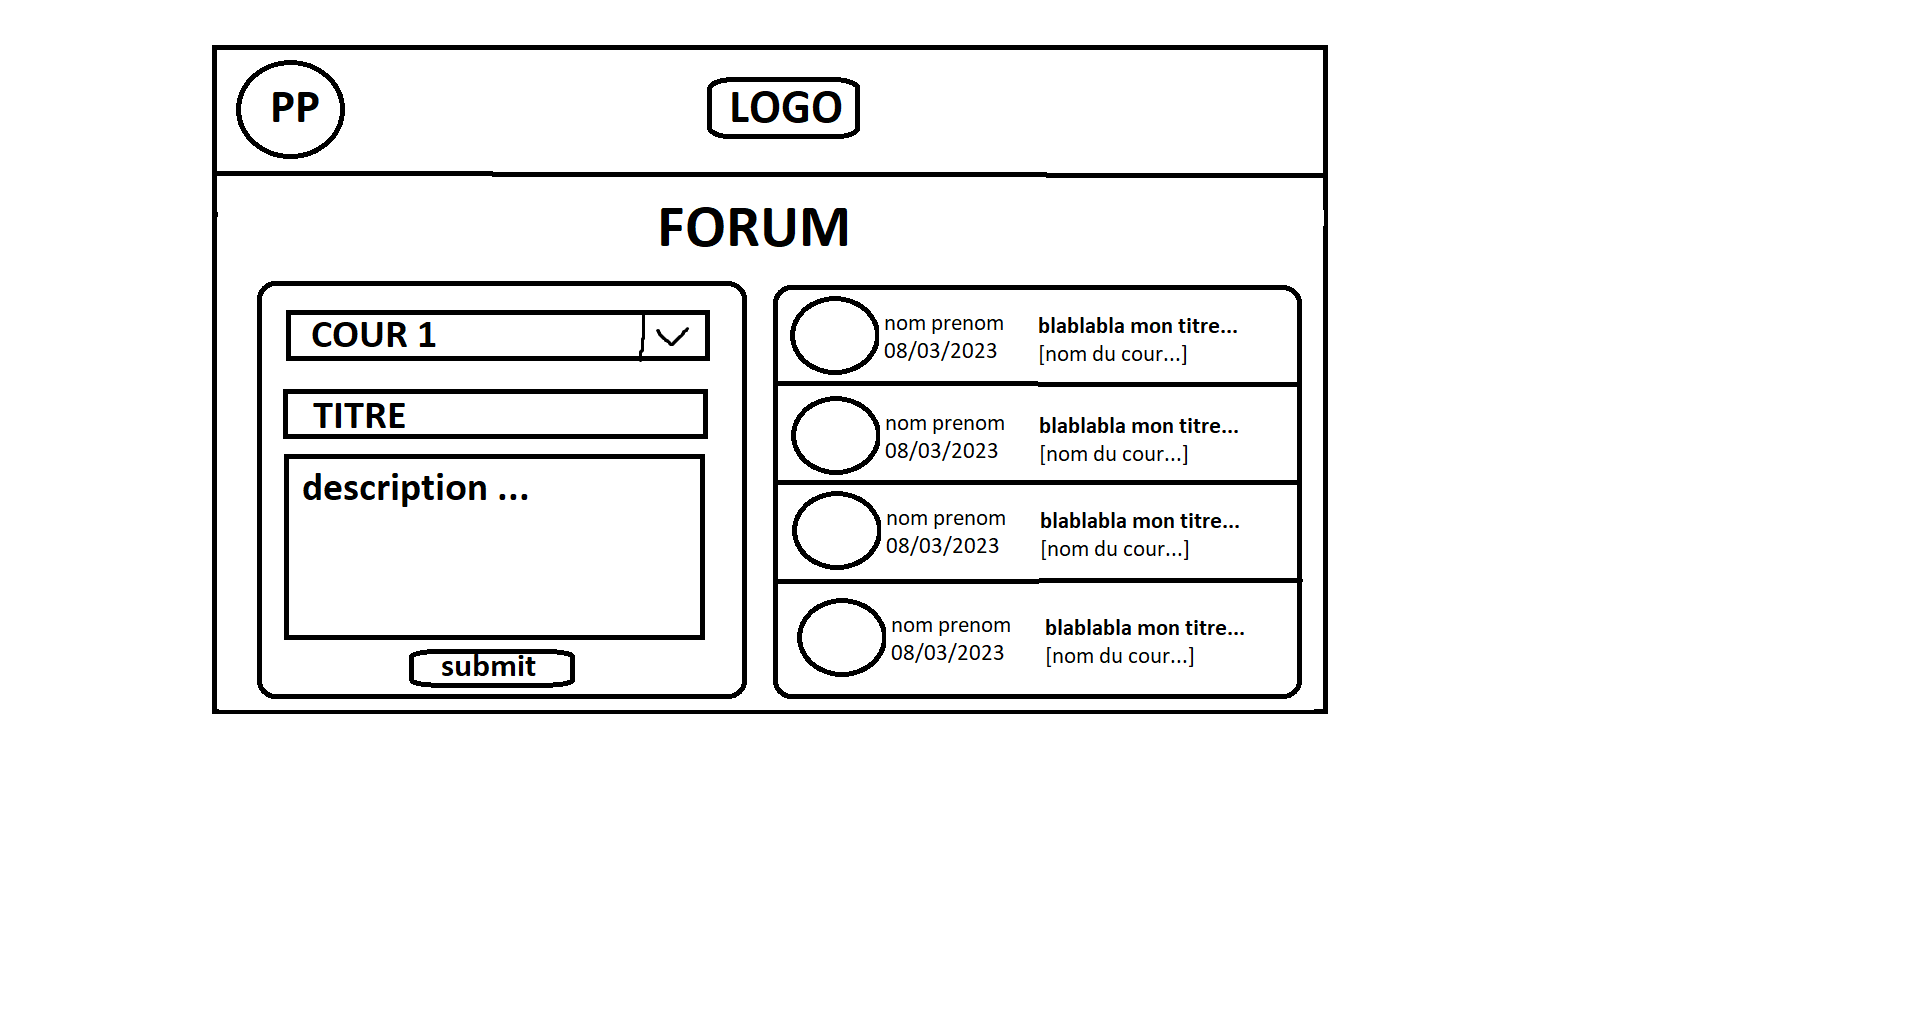 PP
LOGO
FORUM
COUR 1
TITRE
description ...
submit
nom prenom
08/03/2023
blablabla mon titre...
[nom du cour...]
nom prenom
08/03/2023
blablabla mon titre...
[nom du cour...]
nom prenom
08/03/2023
blablabla mon titre...
[nom du cour...]
nom prenom
08/03/2023
blablabla mon titre...
[nom du cour...]